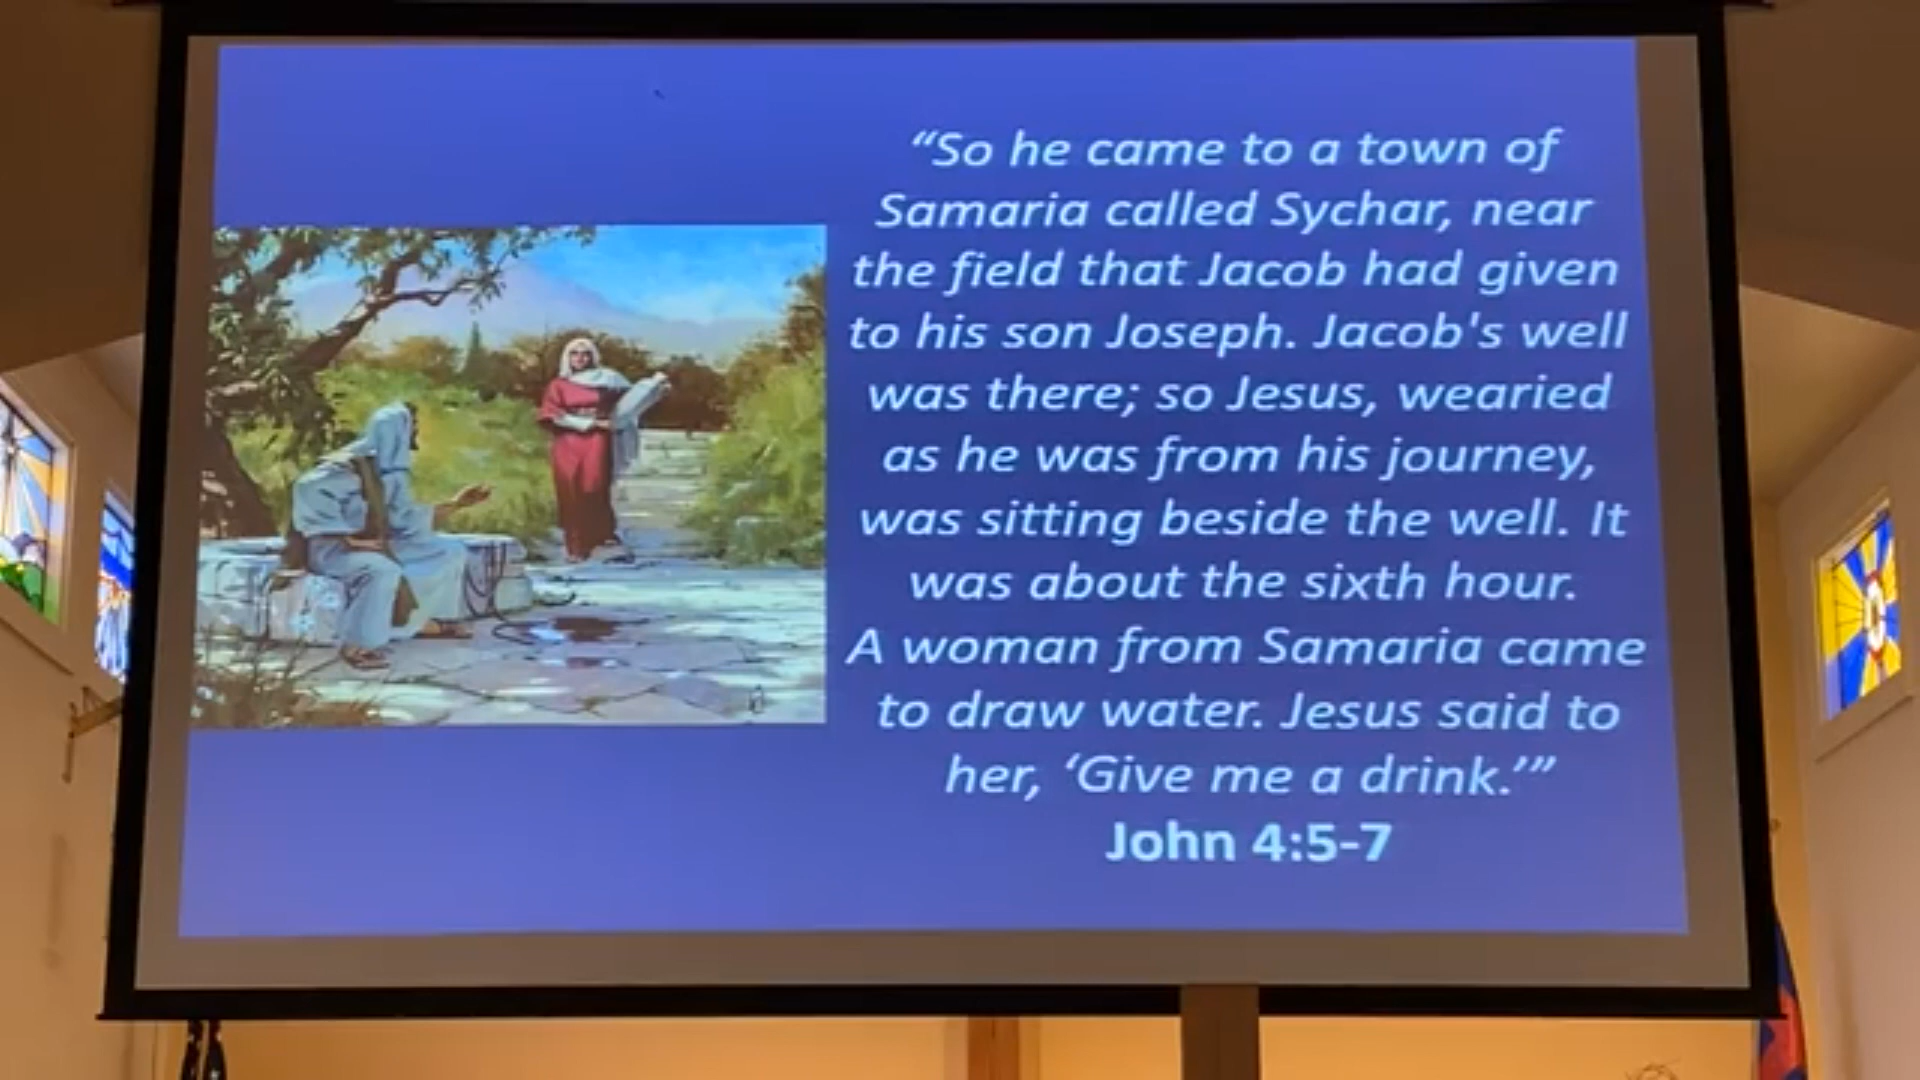 “So he came to a town of
Samaria called Sychar, near
the field that Jacob had given
to his son Joseph. Jacob's well
was there; so Jesus, wearied
as he was from his journey,
was sitting beside the well. It
was about the sixth hour.
A woman from Samaria came
to draw water. Jesus said to
her, ‘Give me a drink.’”
John 4:5-7